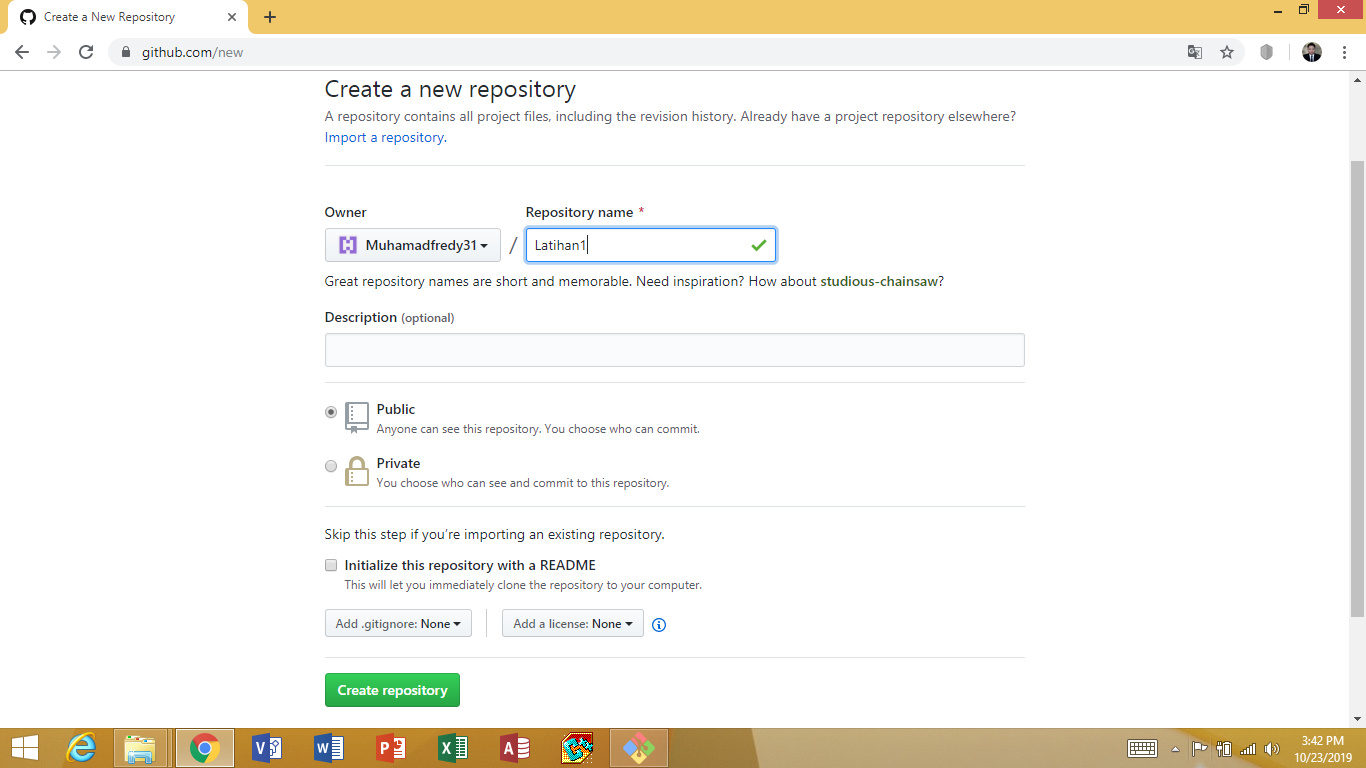 Create a New Repository
github.com/new
Create a new repository
A repository contains all project files, including the revision history. Already have a project repository elsewhere?
Import a repository.
Owner
Repository name *
Muhamadfredy31 / Latihan1
Great repository names are short and memorable. Need inspiration? How about studious-chainsaw?
Description (optional)
Public
Anyone can see this repository. You choose who can commit.
Private
You choose who can see and commit to this repository.
Skip this step if you’re importing an existing repository.
Initialize this repository with a README
This will let you immediately clone the repository to your computer.
Add .gitignore: None
Add a license: None
Create repository
3:42 PM
10/23/2019